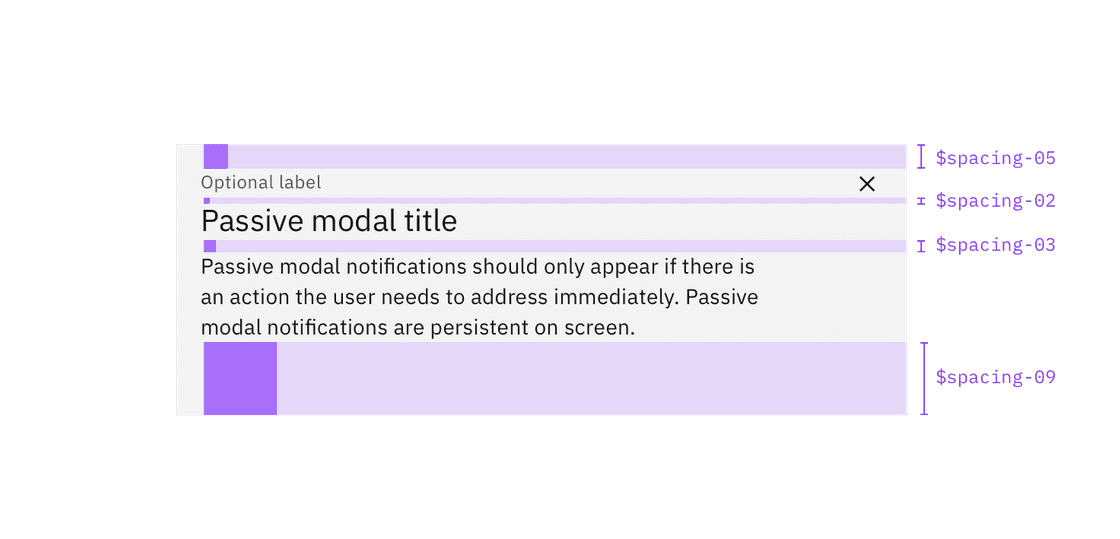 $spacing-05
Optional label
$spacing-02
Passive modal title
$spacing-03
Passive modal notifications should only appear if there is
an action the user needs to address immediately. Passive
modal notifications are persistent on screen.
$spacing-09